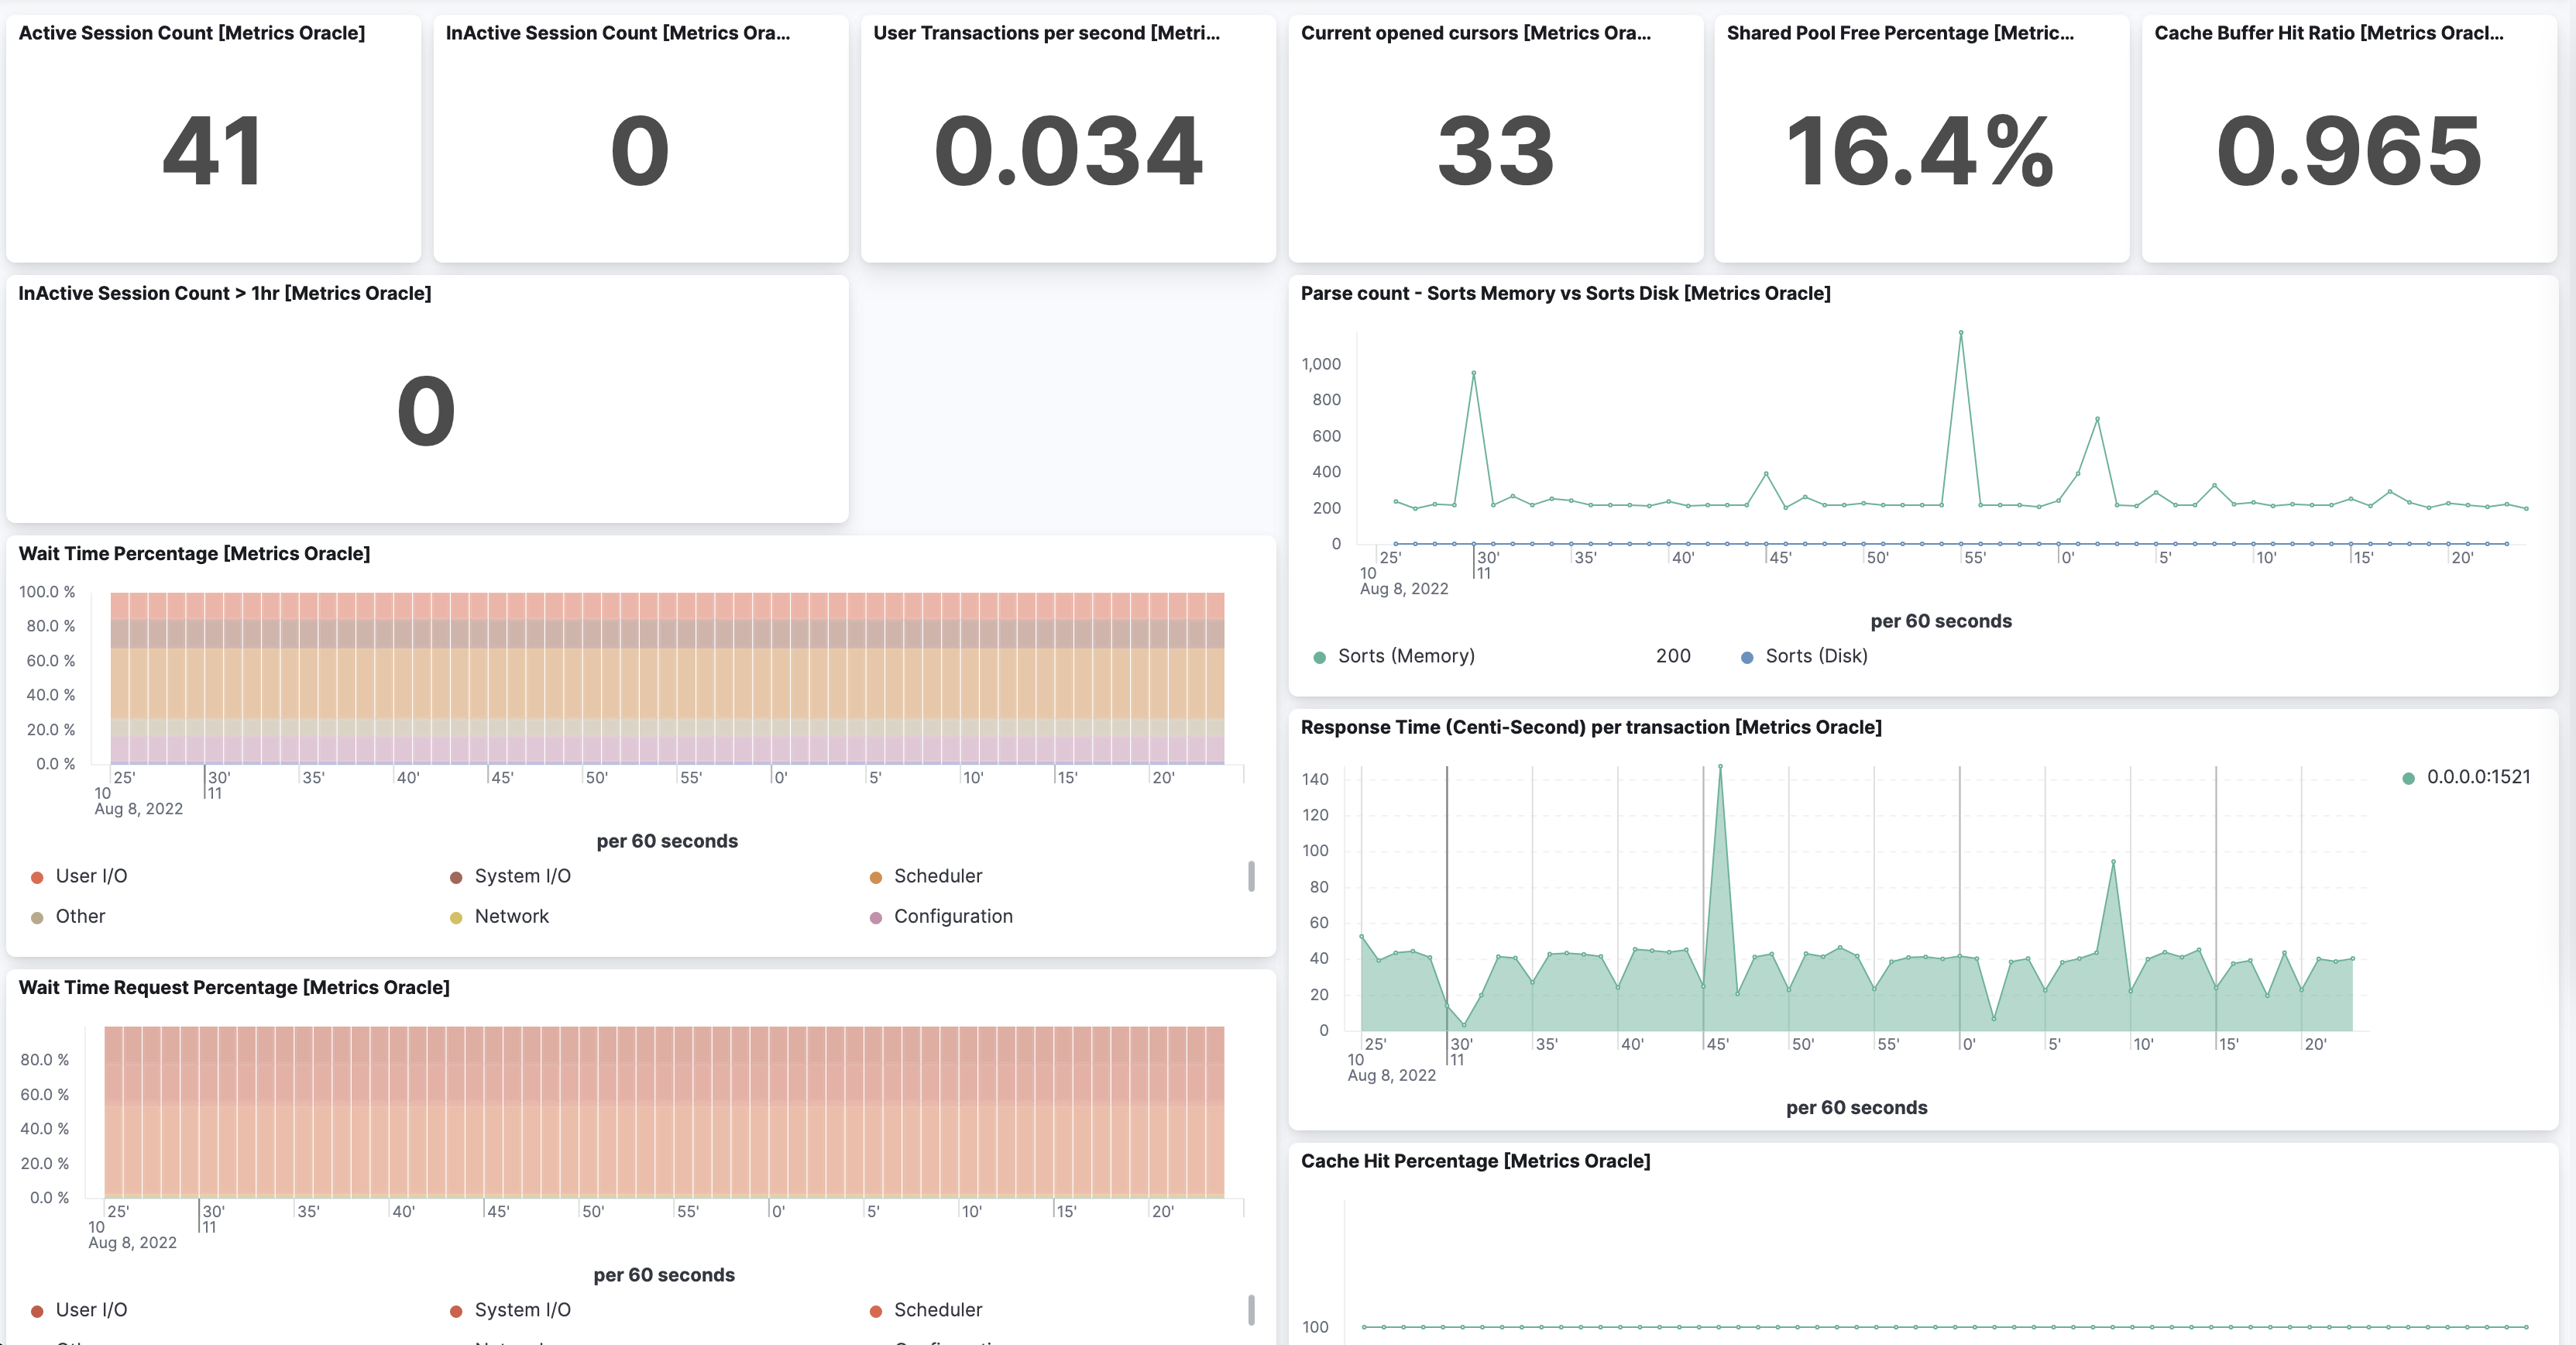 Active Session Count [Metrics Oracle]
41
InActive Session Count [Metrics Ora...
0
User Transactions per second [Metri...
0.034
Current opened cursors [Metrics Ora...
33
Shared Pool Free Percentage [Metric...
16.4%
Cache Buffer Hit Ratio [Metrics Oracl...
0.965
InActive Session Count > 1hr [Metrics Oracle]
0
Parse count - Sorts Memory vs Sorts Disk [Metrics Oracle]
1,000
800
600
400
200
0
25' 30' 35' 40' 45' 50' 55' 0' 5' 10' 15' 20'
10 11
Aug 8, 2022
per 60 seconds
Sorts (Memory) 200 Sorts (Disk)
Wait Time Percentage [Metrics Oracle]
100.0 %
80.0 %
60.0 %
40.0 %
20.0 %
0.0 %
25' 30' 35' 40' 45' 50' 55' 0' 5' 10' 15' 20'
10 11
Aug 8, 2022
per 60 seconds
User I/O System I/O Scheduler
Other Network Configuration
Response Time (Centi-Second) per transaction [Metrics Oracle]
140
120
100
80
60
40
20
0
0.0.0.0:1521
25' 30' 35' 40' 45' 50' 55' 0' 5' 10' 15' 20'
10 11
Aug 8, 2022
per 60 seconds
Wait Time Request Percentage [Metrics Oracle]
80.0 %
60.0 %
40.0 %
20.0 %
0.0 %
25' 30' 35' 40' 45' 50' 55' 0' 5' 10' 15' 20'
10 11
Aug 8, 2022
per 60 seconds
User I/O System I/O Scheduler
Cache Hit Percentage [Metrics Oracle]
100